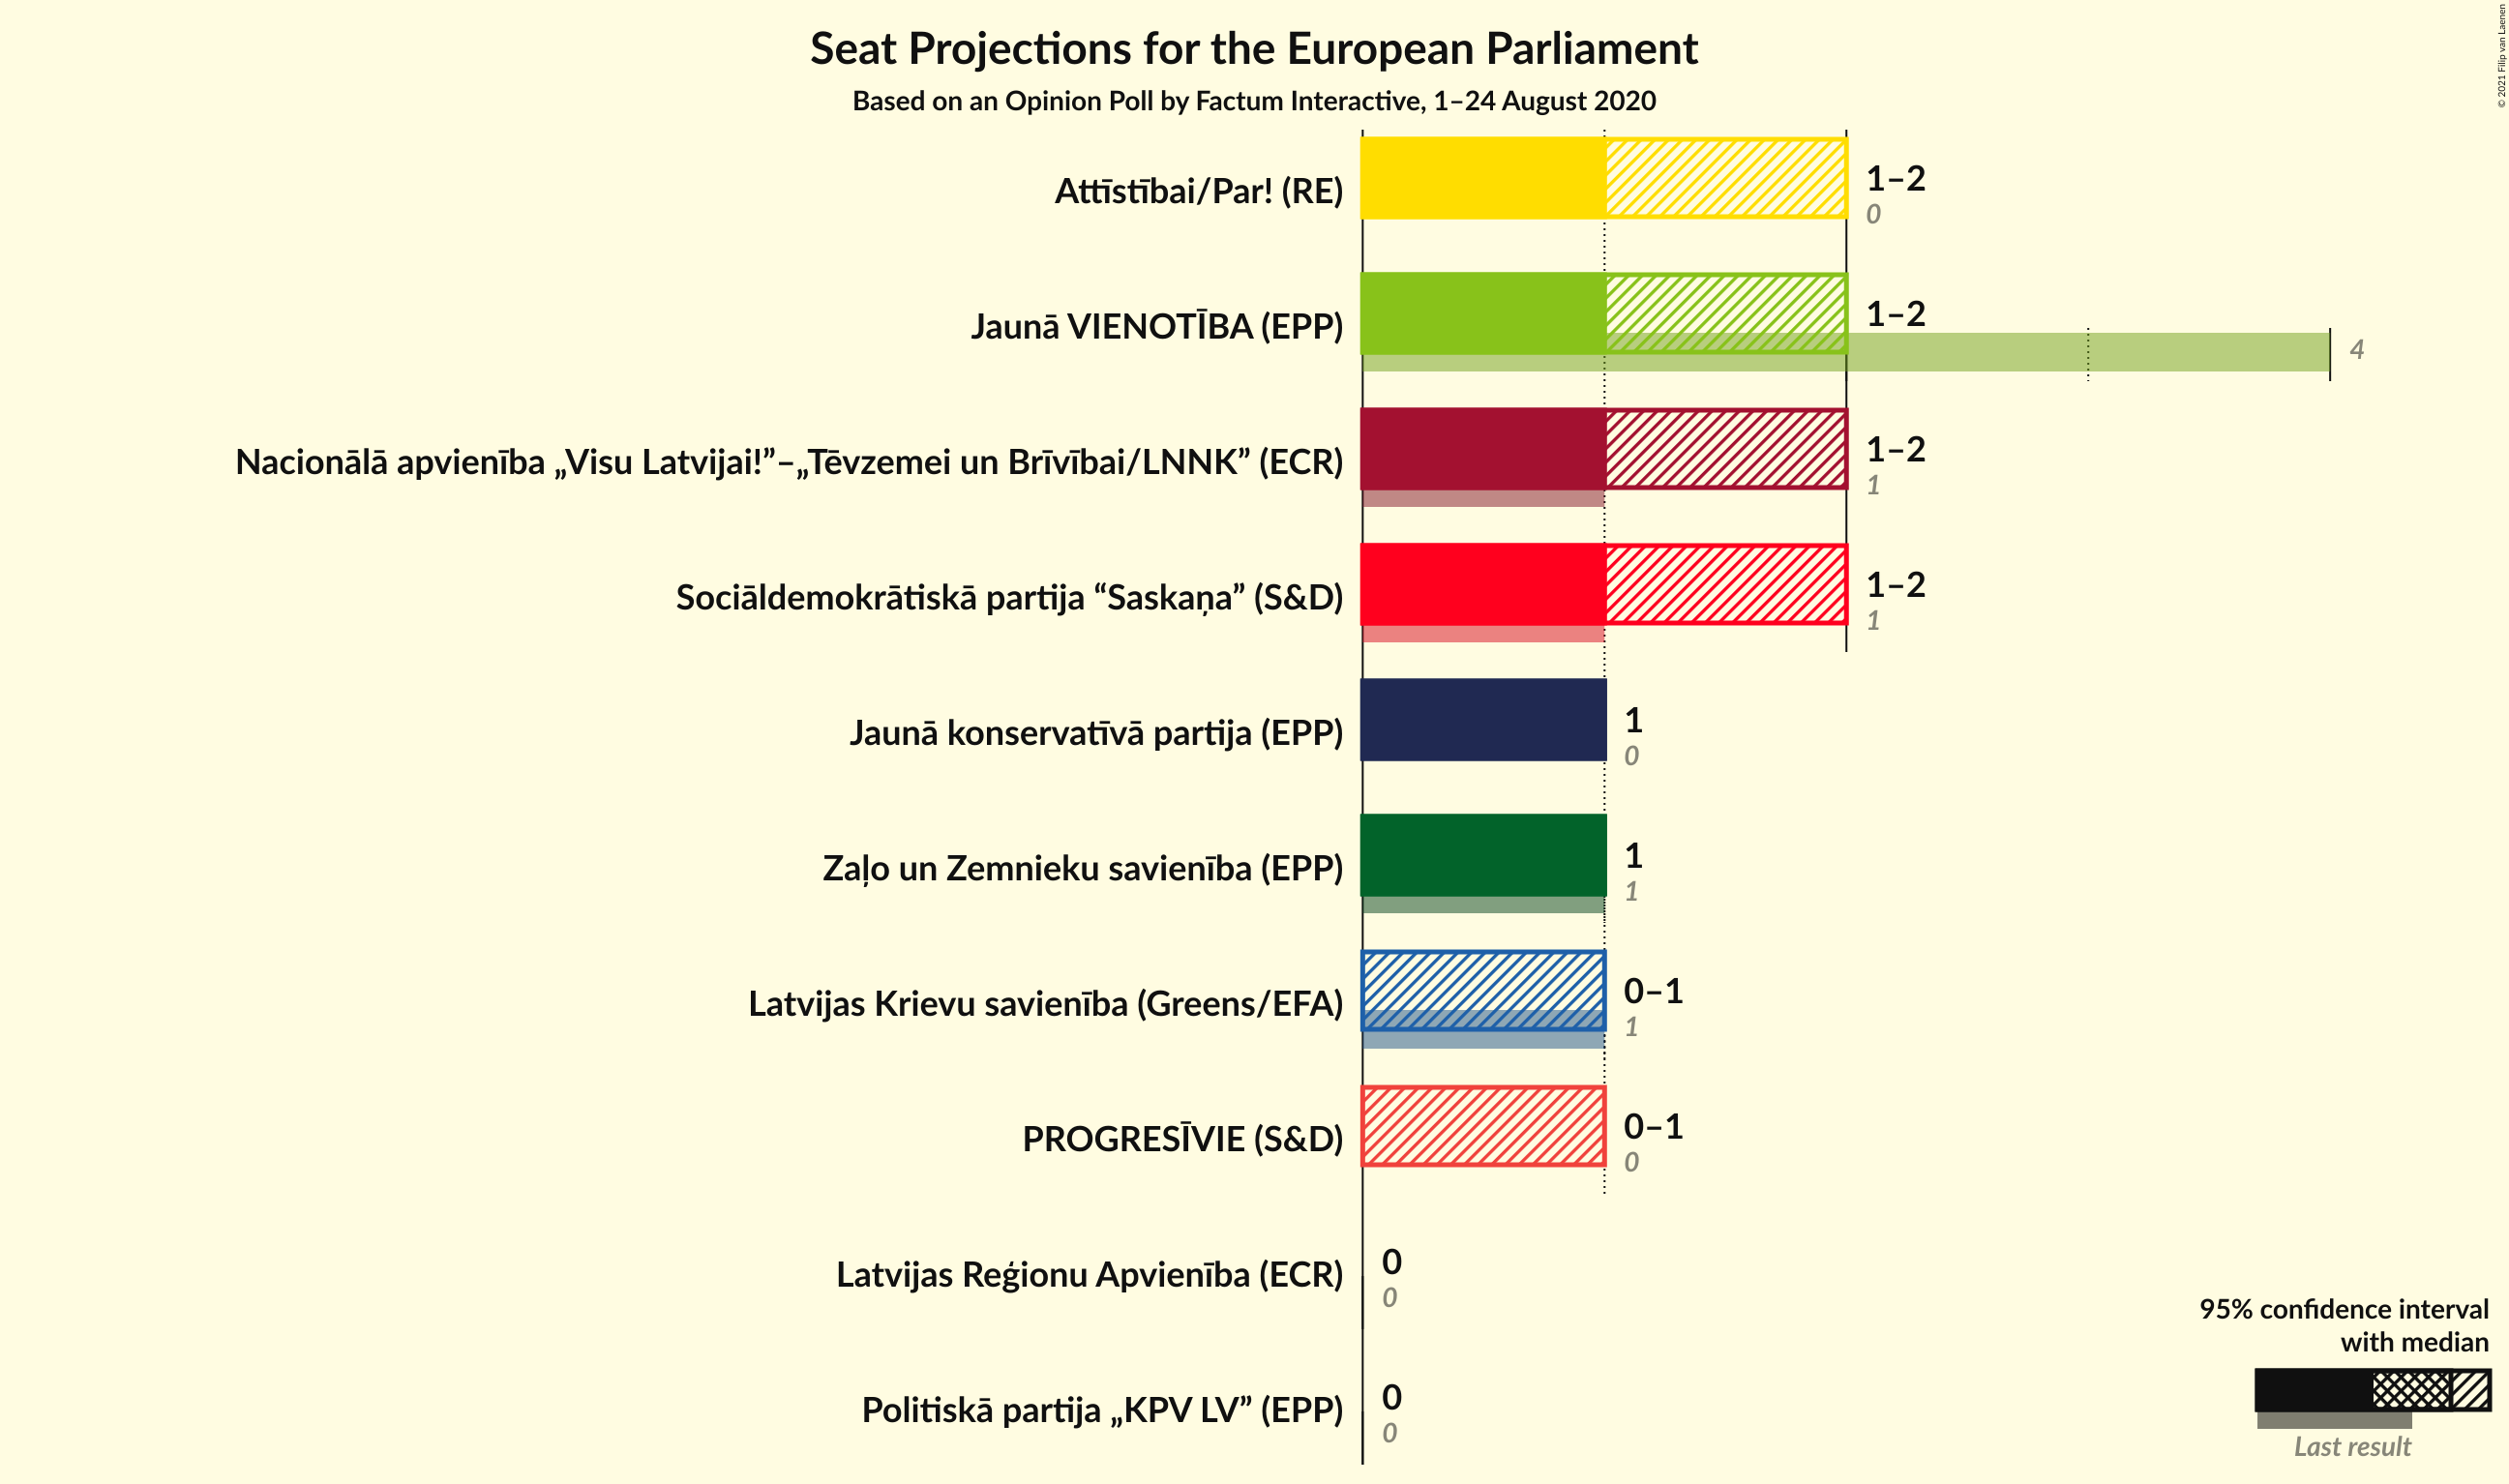 Seat Projections for the European Parliament
Based on an Opinion Poll by Factum Interactive, 1–24 August 2020
© 2021 Filip van Laenen
Attīstībai/Par! (RE)
1–2
0
Jaunā VIENOTĪBA (EPP)
1–2
4
Nacionālā apvienība „Visu Latvijai!”–„Tēvzemei un Brīvībai/LNNK” (ECR)
1–2
1
Sociāldemokrātiskā partija “Saskaņa” (S&D)
1–2
1
Jaunā konservatīvā partija (EPP)
1
0
Zaļo un Zemnieku savienība (EPP)
1
1
Latvijas Krievu savienība (Greens/EFA)
0–1
1
PROGRESĪVIE (S&D)
0–1
0
Latvijas Reģionu Apvienība (ECR)
0
0
Politiskā partija „KPV LV” (EPP)
0
0
95% confidence interval
with median
Last result